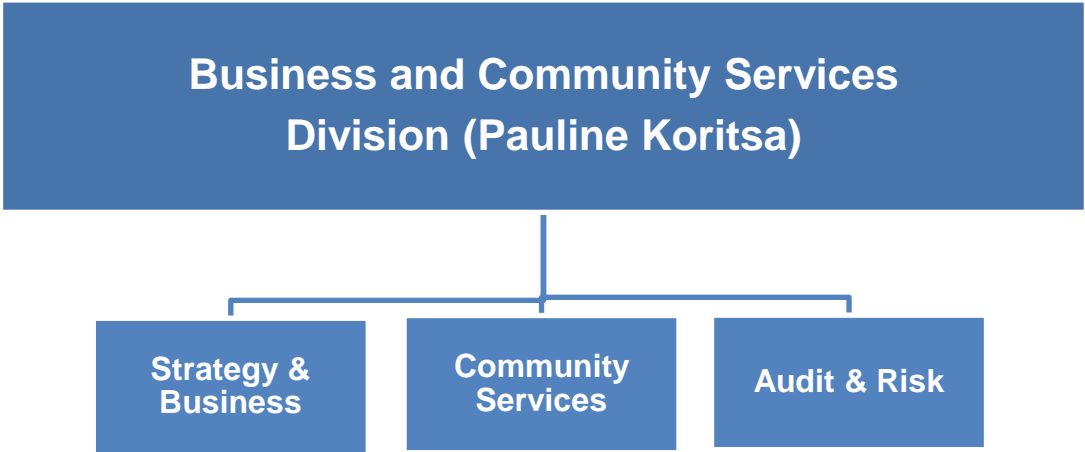 Business and Community Services
Division (Pauline Koritsa)
Strategy &
Business
Community
Services
Audit & Risk